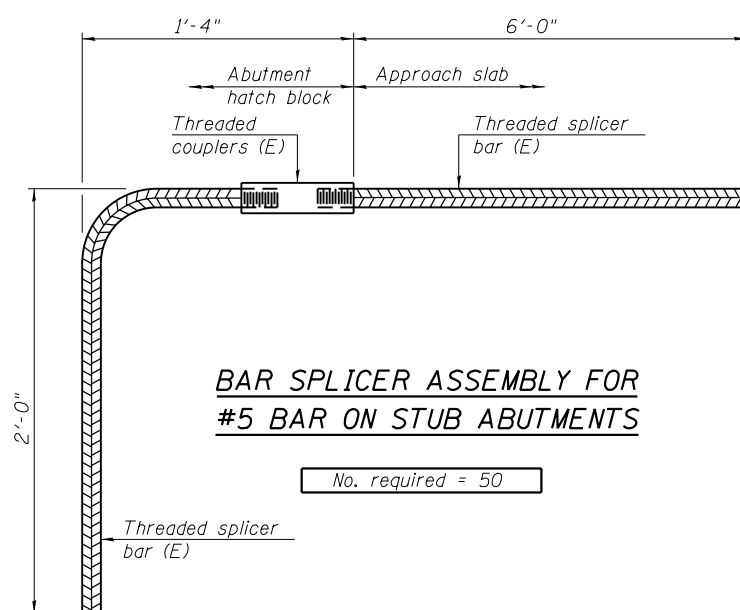 1'-4"
6'-0"
Abutment
hatch block
Approach slab
Threaded
couplers (E)
Threaded splicer
bar (E)
2'-0"
BAR SPLICER ASSEMBLY FOR
#5 BAR ON STUB ABUTMENTS
No. required = 50
Threaded splicer
bar (E)